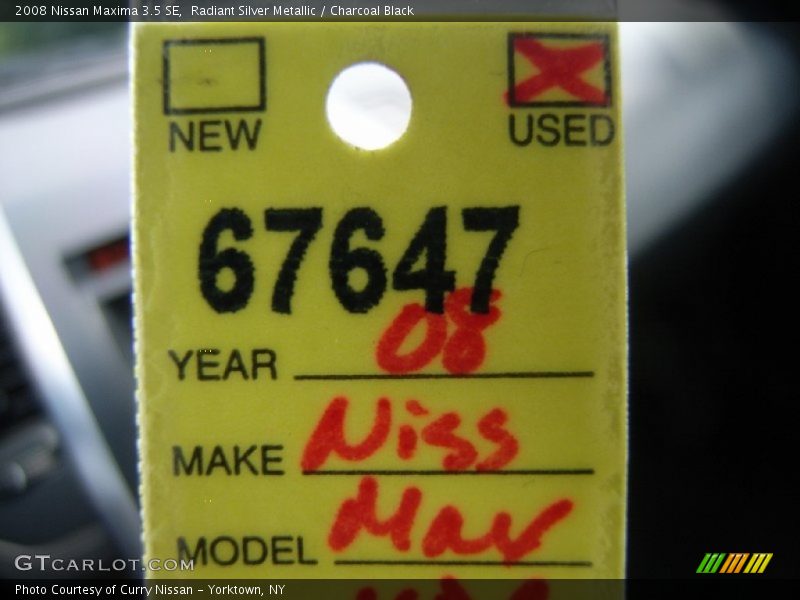 2008 Nissan Maxima 3.5 SE, Radiant Silver Metallic / Charcoal Black
NEW USED
67647
YEAR 08
MAKE Niss
MODEL Max
GTCARLOT.COM
Photo Courtesy of Curry Nissan - Yorktown, NY